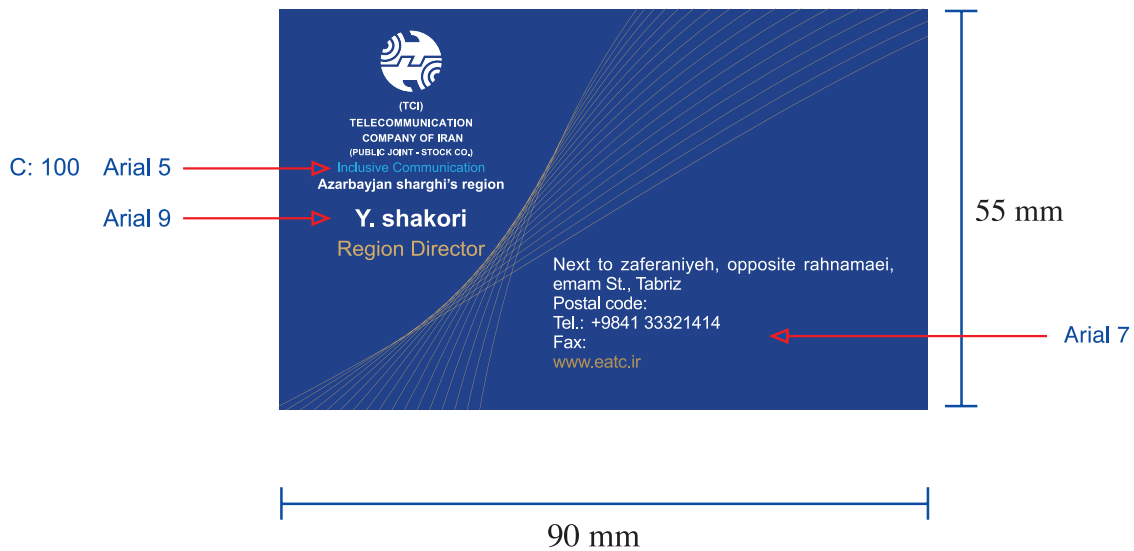 (TCI)
TELECOMMUNICATION
COMPANY OF IRAN
(PUBLIC JOINT - STOCK CO.)
C: 100 Arial 5
Inclusive Communication
Azarbayjan sharghi's region
Arial 9
Y. shakori
Region Director
55 mm
Next to zaferaniyeh, opposite rahnamaei,
emam St., Tabriz
Postal code:
Tel.: +9841 33321414
Fax:
Arial 7
www.eatc.ir
90 mm